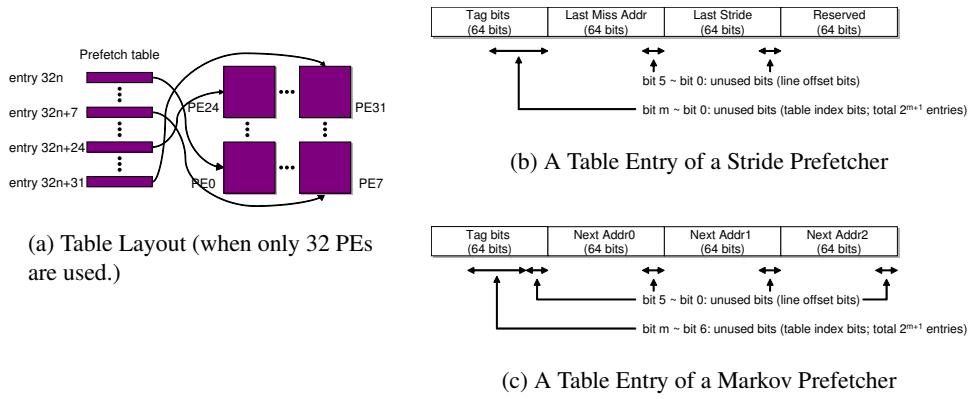 Prefetch table
entry 32n
entry 32n+7
entry 32n+24
entry 32n+31
PE24
PE31
PE0
PE7
(a) Table Layout (when only 32 PEs
are used.)
Tag bits
(64 bits)
Last Miss Addr
(64 bits)
Last Stride
(64 bits)
Reserved
(64 bits)
bit 5 ~ bit 0: unused bits (line offset bits)
bit m ~ bit 0: unused bits (table index bits; total 2^{m+1} entries)
(b) A Table Entry of a Stride Prefetcher
Tag bits
(64 bits)
Next Addr0
(64 bits)
Next Addr1
(64 bits)
Next Addr2
(64 bits)
bit 5 ~ bit 0: unused bits (line offset bits)
bit m ~ bit 6: unused bits (table index bits; total 2^{m+1} entries)
(c) A Table Entry of a Markov Prefetcher